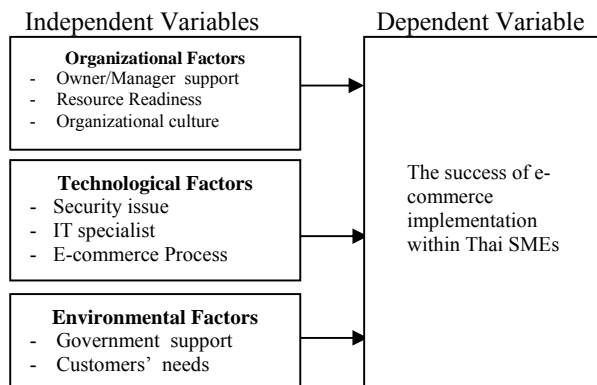 Independent Variables
Organizational Factors
- Owner/Manager support
- Resource Readiness
- Organizational culture
Technological Factors
- Security issue
- IT specialist
- E-commerce Process
Environmental Factors
- Government support
- Customers’ needs
Dependent Variable
The success of e-
commerce
implementation
within Thai SMEs